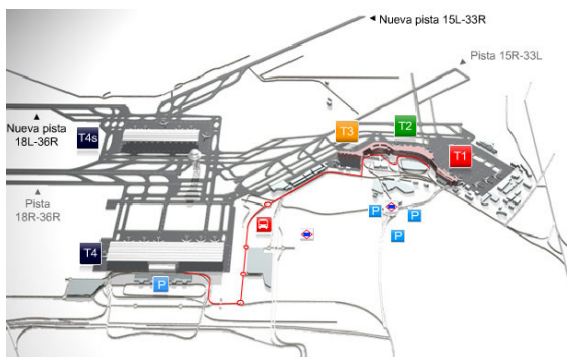 Nueva pista 15L-33R
Pista 15R-33L
T3
T2
T1
Nueva pista
18L-36R
T4s
Pista
18R-36R
P
P
P
T4
P